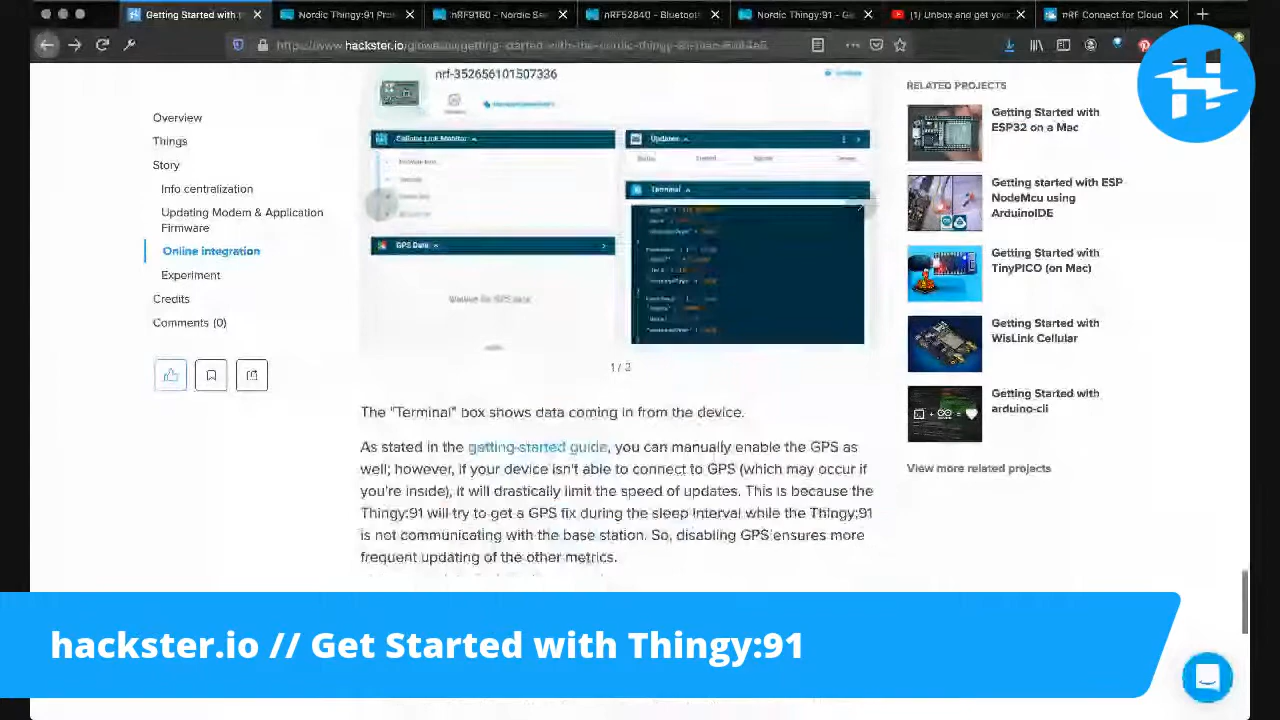 Getting Started with t
Nordic Thingy:91 Pro
nRF9160 - Nordic Se
nRF52840 - Bluetoot
Nordic Thingy:91 - Ge
(1) Unbox and get your
nRF Connect for Cloud
hackster.io
nrf-352656101507336
Cellular Link Monitor
Updates
Terminal
GPS Data
Waiting for GPS data
Overview
Things
Story
Info centralization
Updating Modem & Application
Firmware
Online integration
Experiment
Credits
Comments (0)
The "Terminal" box shows data coming in from the device.
As stated in the getting-started guide, you can manually enable the GPS as
well; however, if your device isn't able to connect to GPS (which may occur if
you're inside), it will drastically limit the speed of updates. This is because the
Thingy:91 will try to get a GPS fix during the sleep interval while the Thingy:91
is not communicating with the base station. So, disabling GPS ensures more
frequent updating of the other metrics.
RELATED PROJECTS
Getting Started with
ESP32 on a Mac
Getting started with ESP
NodeMcu using
ArduinoIDE
Getting Started with
TinyPICO (on Mac)
Getting Started with
WisLink Cellular
Getting Started with
arduino-cli
View more related projects
hackster.io // Get Started with Thingy:91